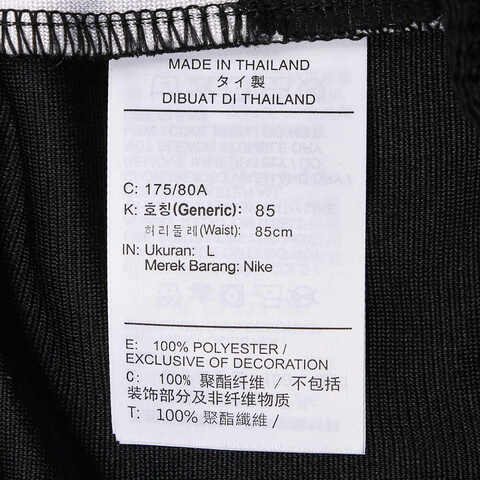 MADE IN THAILAND
タイ製
DIBUAT DI THAILAND
C: 175/80A
K: 호칭(Generic): 85
허리둘레(Waist): 85cm
IN: Ukuran: L
Merek Barang: Nike
E: 100% POLYESTER /
EXCLUSIVE OF DECORATION
C: 100% 聚酯纤维 / 不包括
装饰部分及非纤维物质
T: 100% 聚酯纖維 /